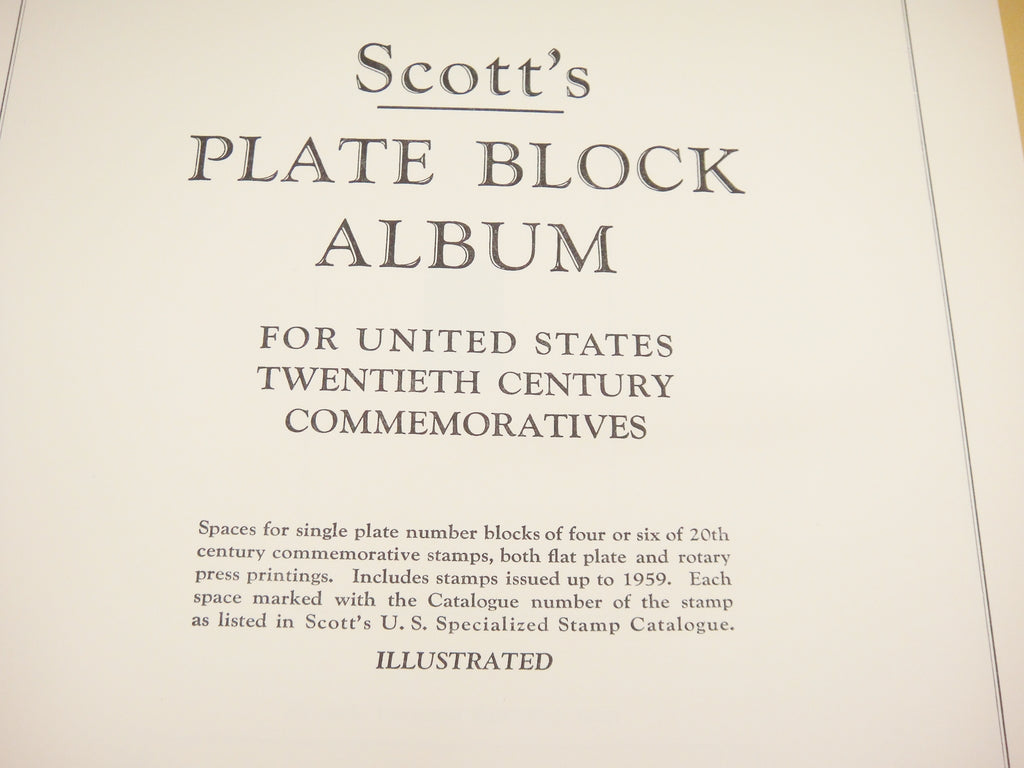 Scott's
PLATE BLOCK
ALBUM
FOR UNITED STATES
TWENTIETH CENTURY
COMMEMORATIVES
Spaces for single plate number blocks of four or six of 20th
century commemorative stamps, both flat plate and rotary
press printings. Includes stamps issued up to 1959. Each
space marked with the Catalogue number of the stamp
as listed in Scott's U. S. Specialized Stamp Catalogue.
ILLUSTRATED